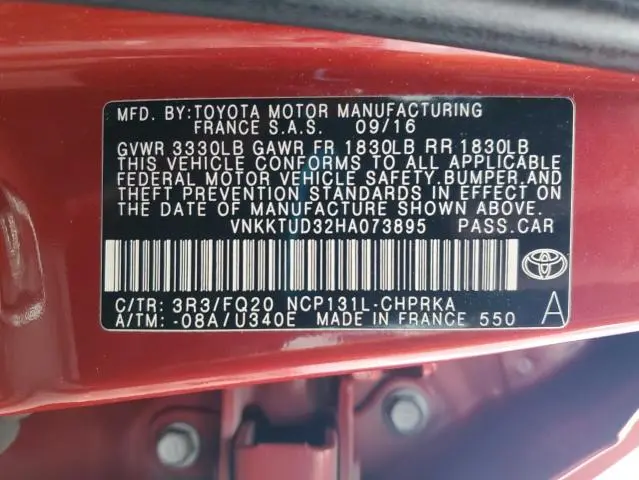 MFD. BY:TOYOTA MOTOR MANUFACTURING
FRANCE S.A.S. 09/16
GVWR 3330LB GAWR FR 1830LB RR 1830LB
THIS VEHICLE CONFORMS TO ALL APPLICABLE
FEDERAL MOTOR VEHICLE SAFETY,BUMPER,AND
THEFT PREVENTION STANDARDS IN EFFECT ON
THE DATE OF MANUFACTURE SHOWN ABOVE.
VNKKTUD32HA073895 PASS.CAR
C/TR: 3R3/FQ20 NCP131L-CHPRKA
A/TM: -08A/U340E MADE IN FRANCE 550 A